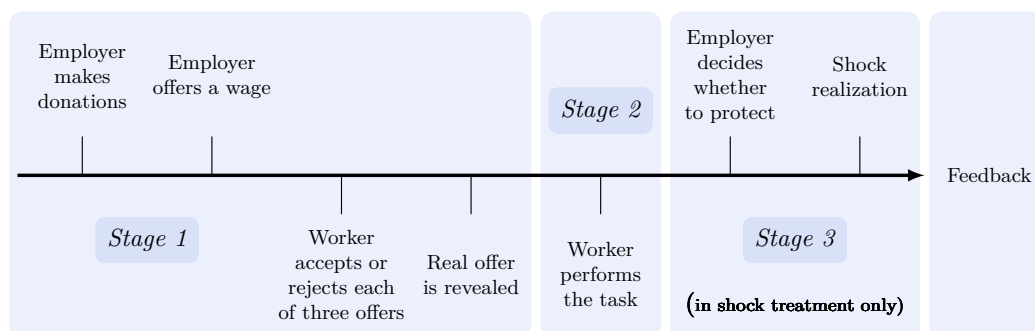 Employer
makes
donations
Employer
offers a wage
Stage 1
Worker
accepts or
rejects each
of three offers
Real offer
is revealed
Stage 2
Worker
performs
the task
Employer
decides
whether
to protect
Shock
realization
Stage 3
(in shock treatment only)
Feedback